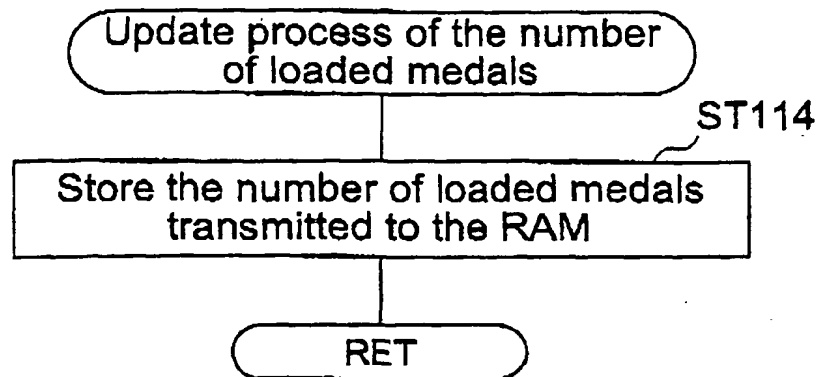 Update process of the number
of loaded medals
ST114
Store the number of loaded medals
transmitted to the RAM
RET